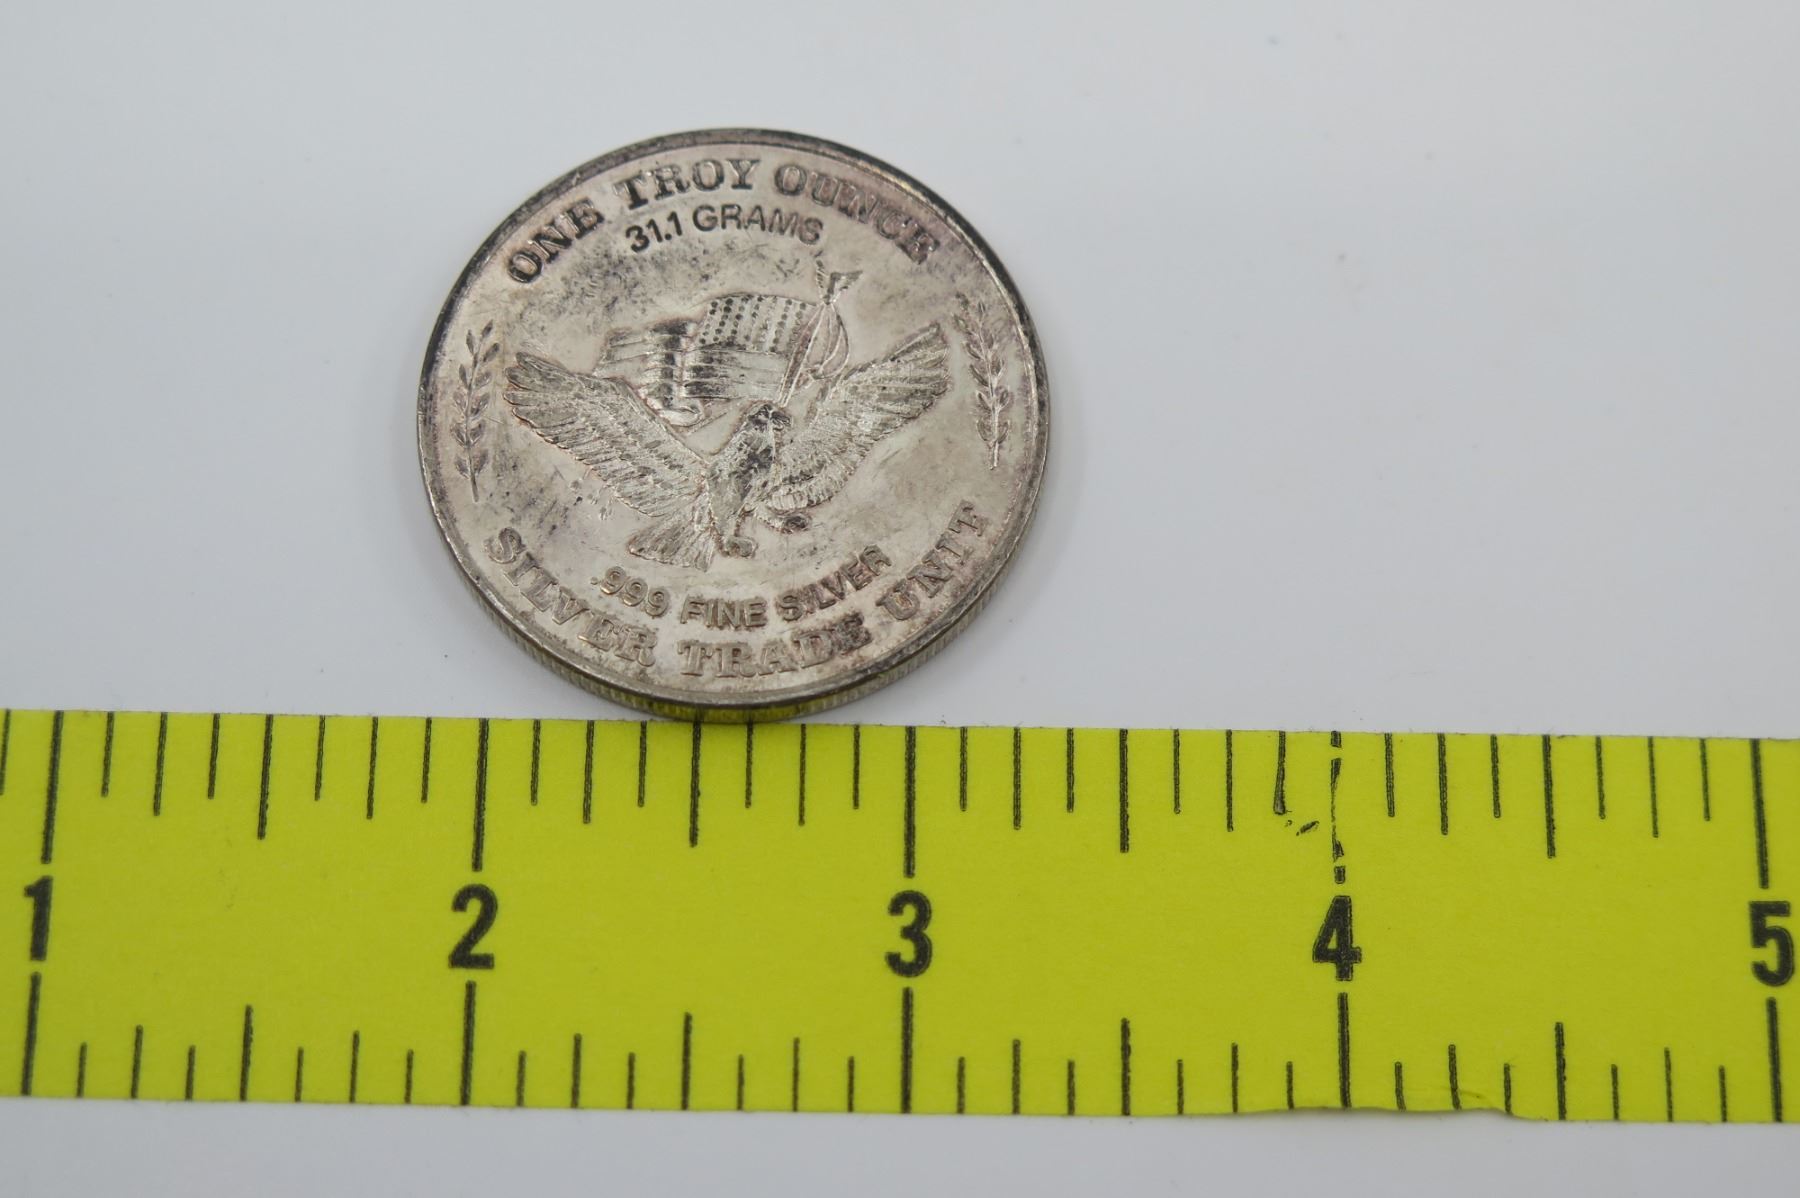 ONE TROY OUNCE
31.1 GRAMS
.999 FINE SILVER
SILVER TRADE UNIT
1 2 3 4 5